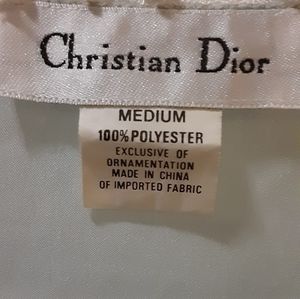 Christian Dior
MEDIUM
100% POLYESTER
EXCLUSIVE OF
ORNAMENTATION
MADE IN CHINA
OF IMPORTED FABRIC